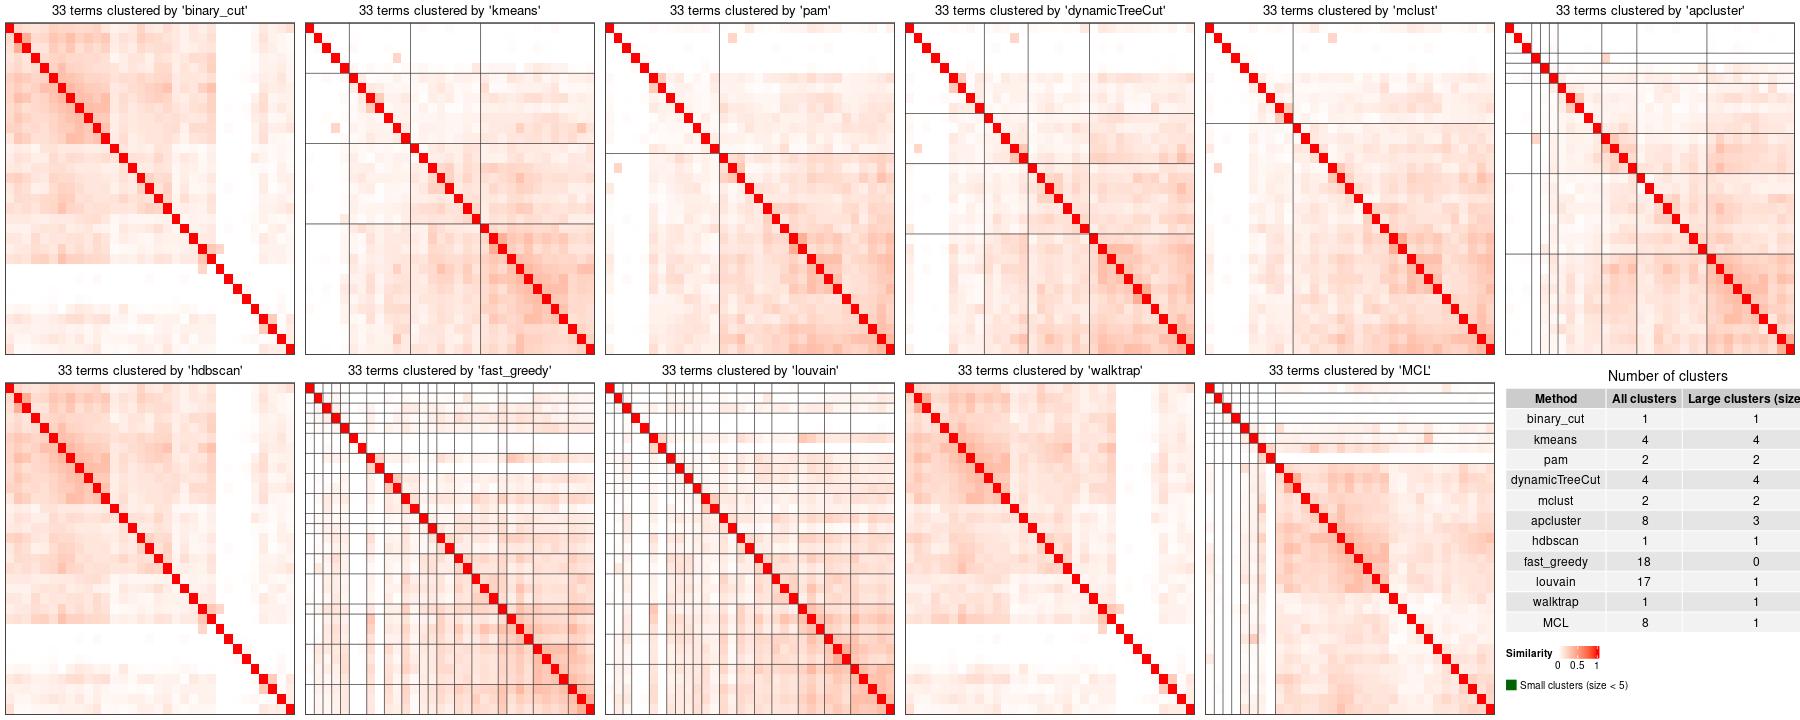 33 terms clustered by 'binary_cut'
33 terms clustered by 'kmeans'
33 terms clustered by 'pam'
33 terms clustered by 'dynamicTreeCut'
33 terms clustered by 'mclust'
33 terms clustered by 'apcluster'
33 terms clustered by 'hdbscan'
33 terms clustered by 'fast_greedy'
33 terms clustered by 'louvain'
33 terms clustered by 'walktrap'
33 terms clustered by 'MCL'
Number of clusters
Method All clusters Large clusters (size
binary_cut 1 1
kmeans 4 4
pam 2 2
dynamicTreeCut 4 4
mclust 2 2
apcluster 8 3
hdbscan 1 1
fast_greedy 18 0
louvain 17 1
walktrap 1 1
MCL 8 1
Similarity
0 0.5 1
Small clusters (size < 5)